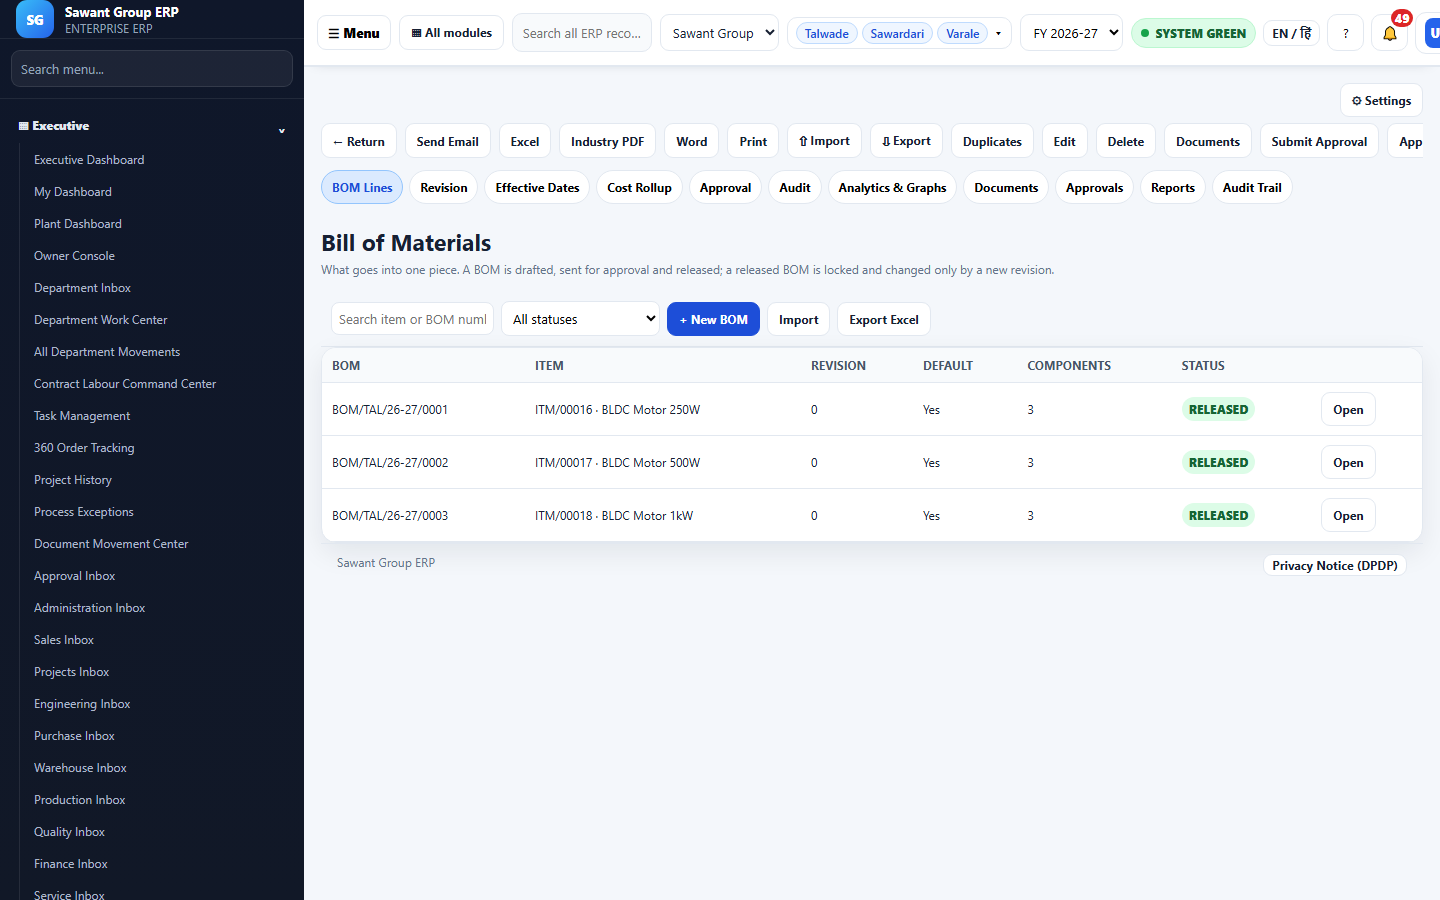 SG
Sawant Group ERP
ENTERPRISE ERP
Search menu...
Executive
Executive Dashboard
My Dashboard
Plant Dashboard
Owner Console
Department Inbox
Department Work Center
All Department Movements
Contract Labour Command Center
Task Management
360 Order Tracking
Project History
Process Exceptions
Document Movement Center
Approval Inbox
Administration Inbox
Sales Inbox
Projects Inbox
Engineering Inbox
Purchase Inbox
Warehouse Inbox
Production Inbox
Quality Inbox
Finance Inbox
Service Inbox
☰ Menu
All modules
Search all ERP reco...
Sawant Group
Talwade Sawardari Varale
FY 2026-27
SYSTEM GREEN
EN / हिं
?
49
U
⚙ Settings
← Return Send Email Excel Industry PDF Word Print ⇧ Import ⇩ Export Duplicates Edit Delete Documents Submit Approval App
BOM Lines Revision Effective Dates Cost Rollup Approval Audit Analytics & Graphs Documents Approvals Reports Audit Trail
Bill of Materials
What goes into one piece. A BOM is drafted, sent for approval and released; a released BOM is locked and changed only by a new revision.
Search item or BOM numl All statuses + New BOM Import Export Excel
BOM ITEM REVISION DEFAULT COMPONENTS STATUS
BOM/TAL/26-27/0001 ITM/00016 · BLDC Motor 250W 0 Yes 3 RELEASED Open
BOM/TAL/26-27/0002 ITM/00017 · BLDC Motor 500W 0 Yes 3 RELEASED Open
BOM/TAL/26-27/0003 ITM/00018 · BLDC Motor 1kW 0 Yes 3 RELEASED Open
Sawant Group ERP
Privacy Notice (DPDP)